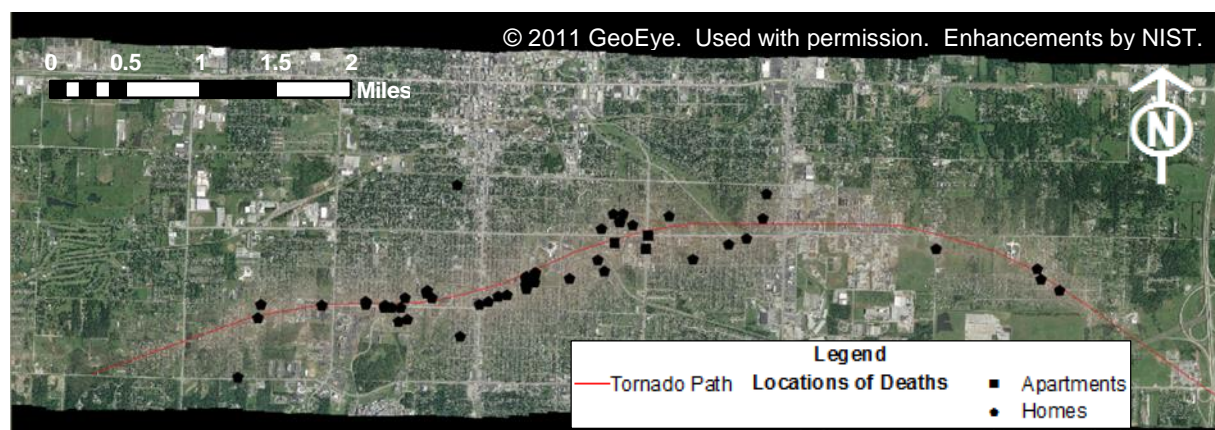 © 2011 GeoEye. Used with permission. Enhancements by NIST.
0 0.5 1 1.5 2
Miles
N
Legend
Tornado Path Locations of Deaths Apartments
Homes